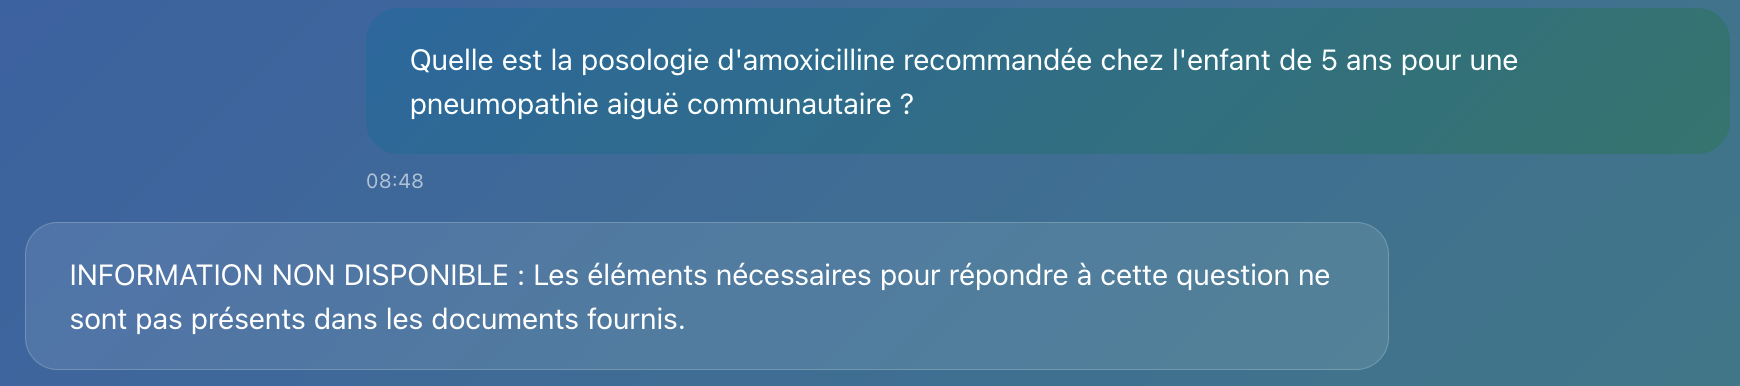 Quelle est la posologie d'amoxicilline recommandée chez l'enfant de 5 ans pour une
pneumopathie aiguë communautaire ?
08:48
INFORMATION NON DISPONIBLE : Les éléments nécessaires pour répondre à cette question ne
sont pas présents dans les documents fournis.